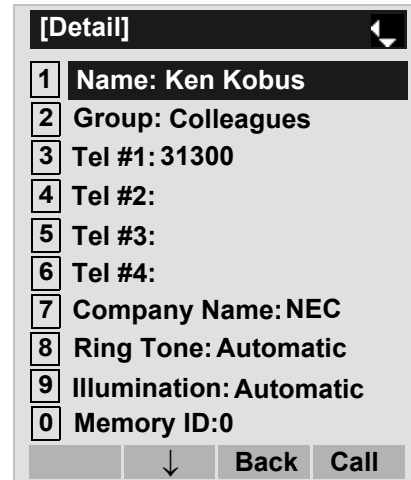 [Detail]
1 Name: Ken Kobus
2 Group: Colleagues
3 Tel #1: 31300
4 Tel #2:
5 Tel #3:
6 Tel #4:
7 Company Name: NEC
8 Ring Tone: Automatic
9 Illumination: Automatic
0 Memory ID:0
↓ Back Call